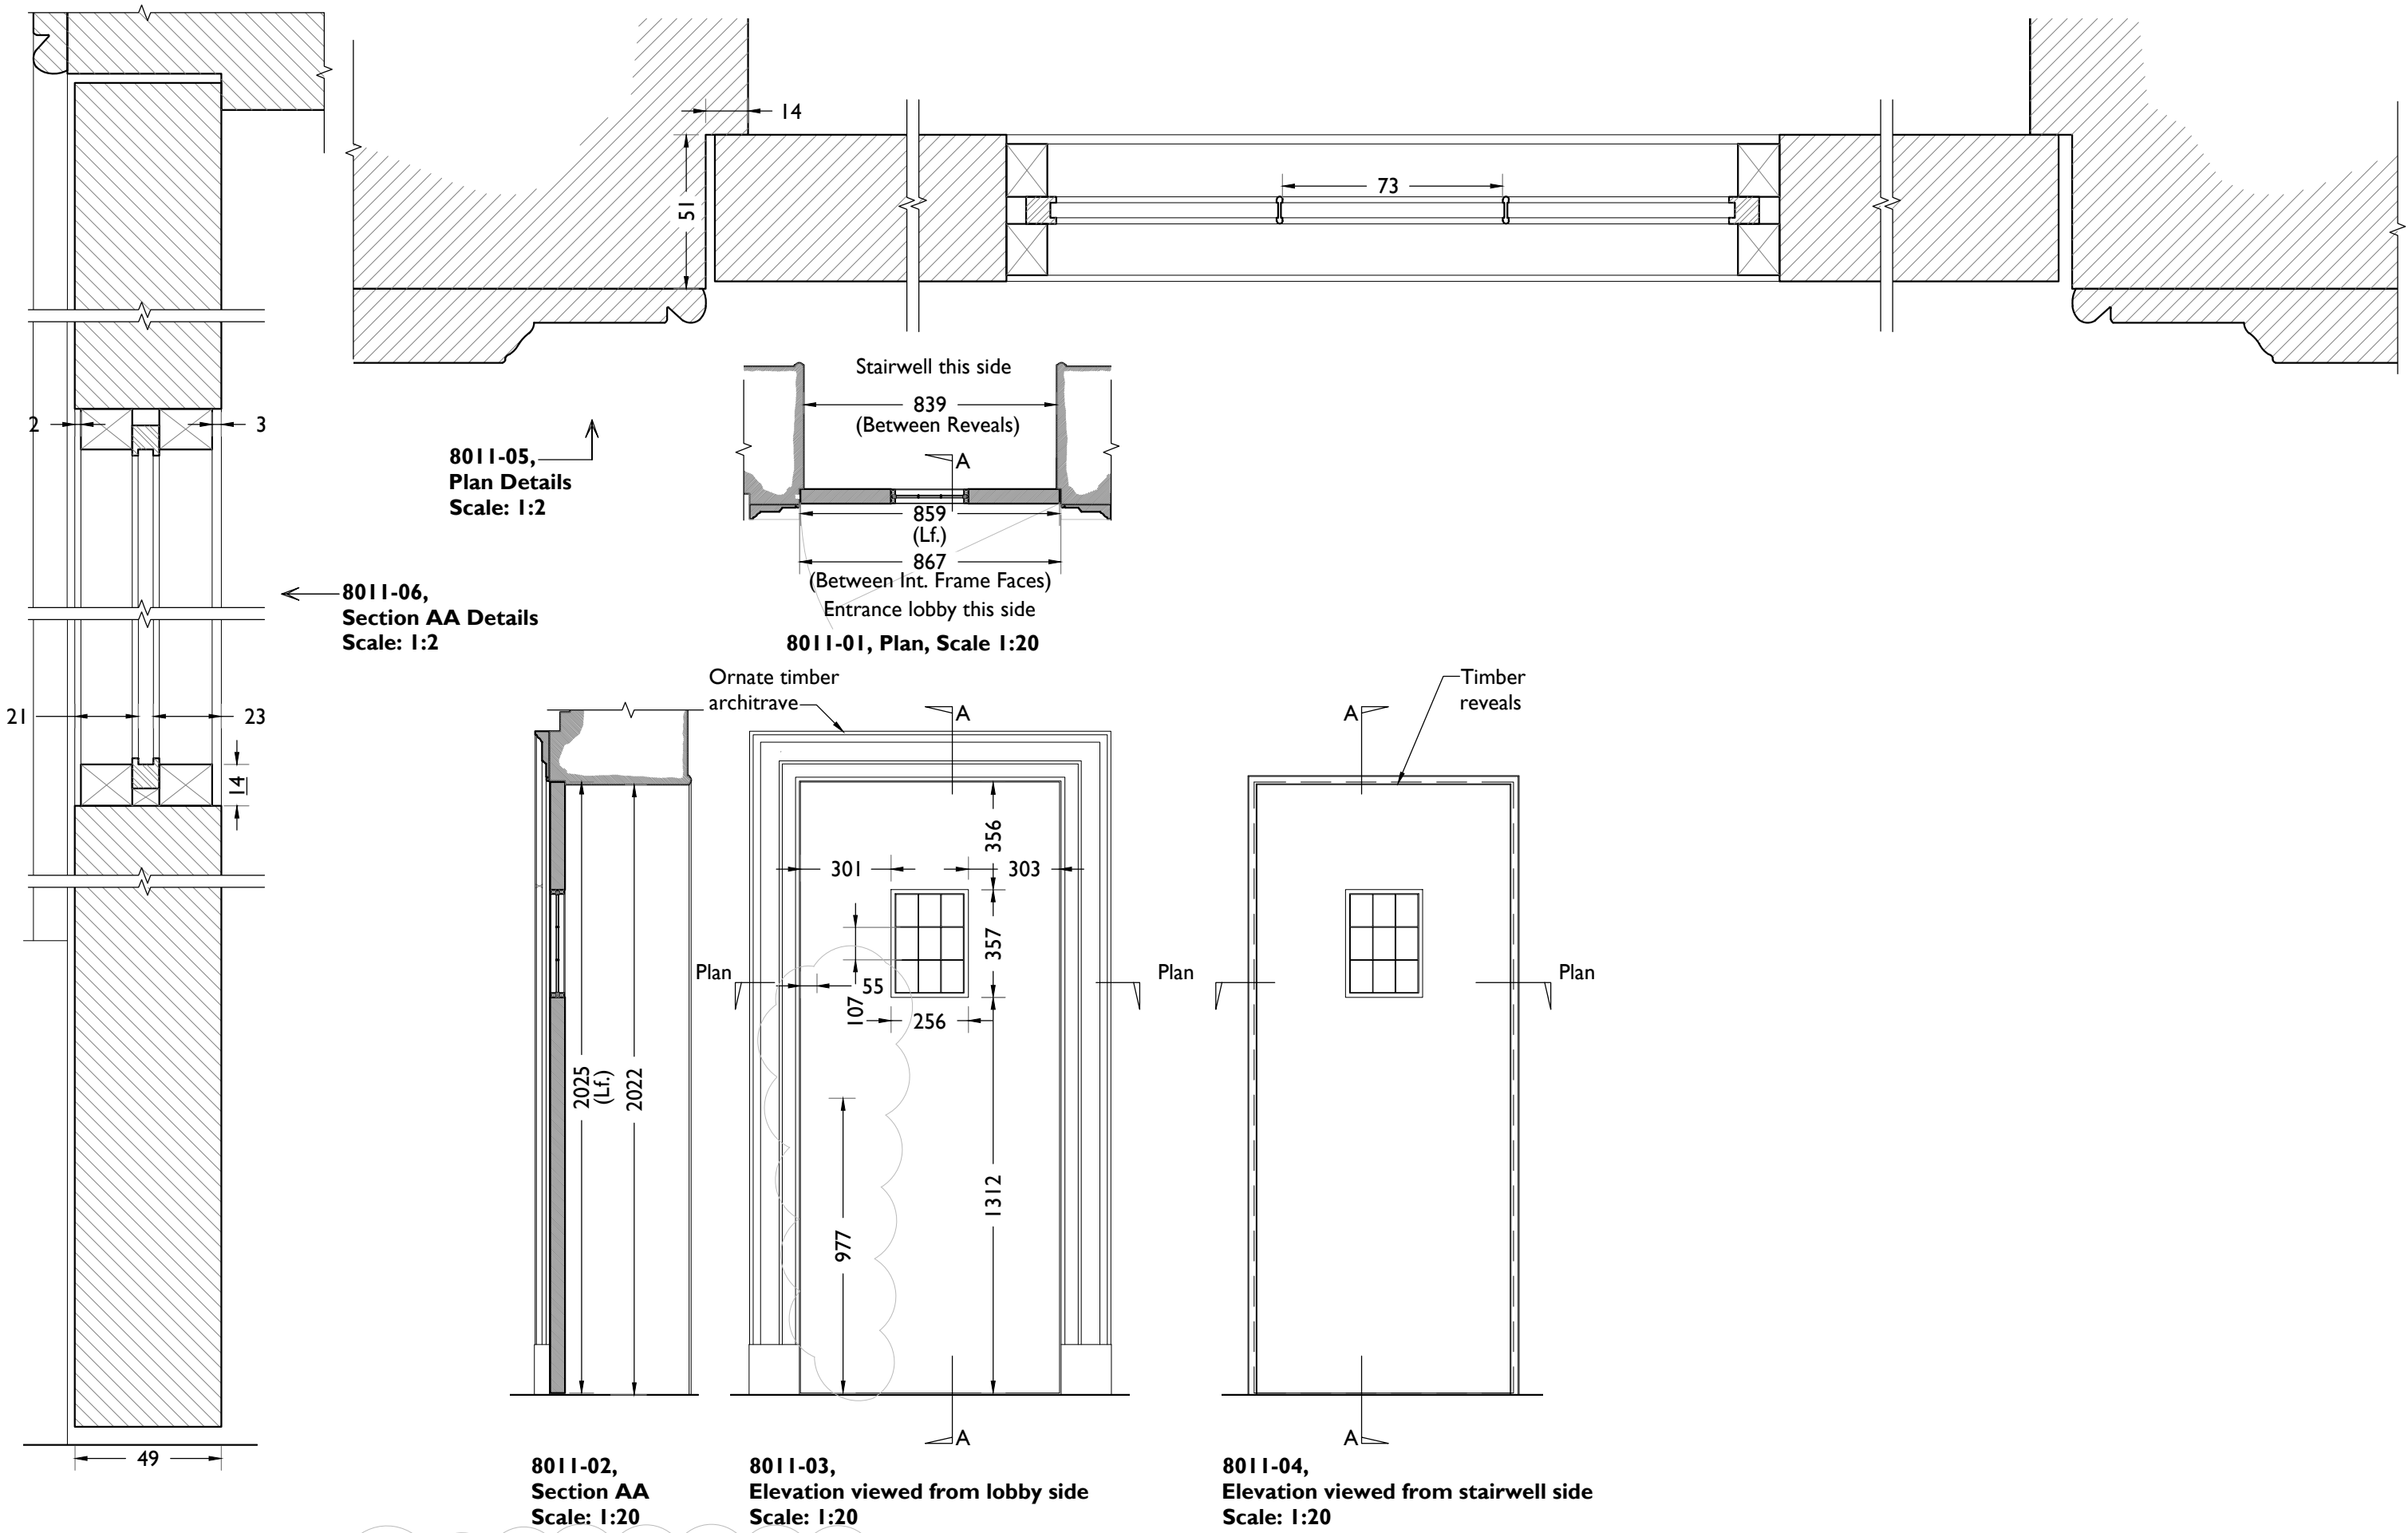 14
51
73
Stairwell this side
839
(Between Reveals)
A
859
(Lf.)
867
(Between Int. Frame Faces)
Entrance lobby this side
8011-01, Plan, Scale 1:20
2
3
8011-05,
Plan Details
Scale: 1:2
8011-06,
Section AA Details
Scale: 1:2
21
23
14
49
Ornate timber
architrave
A
Timber
reveals
A
356
301
303
357
Plan
55
107
256
Plan
Plan
2025
(Lf.)
2022
977
1312
A
A
8011-02,
Section AA
Scale: 1:20
8011-03,
Elevation viewed from lobby side
Scale: 1:20
8011-04,
Elevation viewed from stairwell side
Scale: 1:20